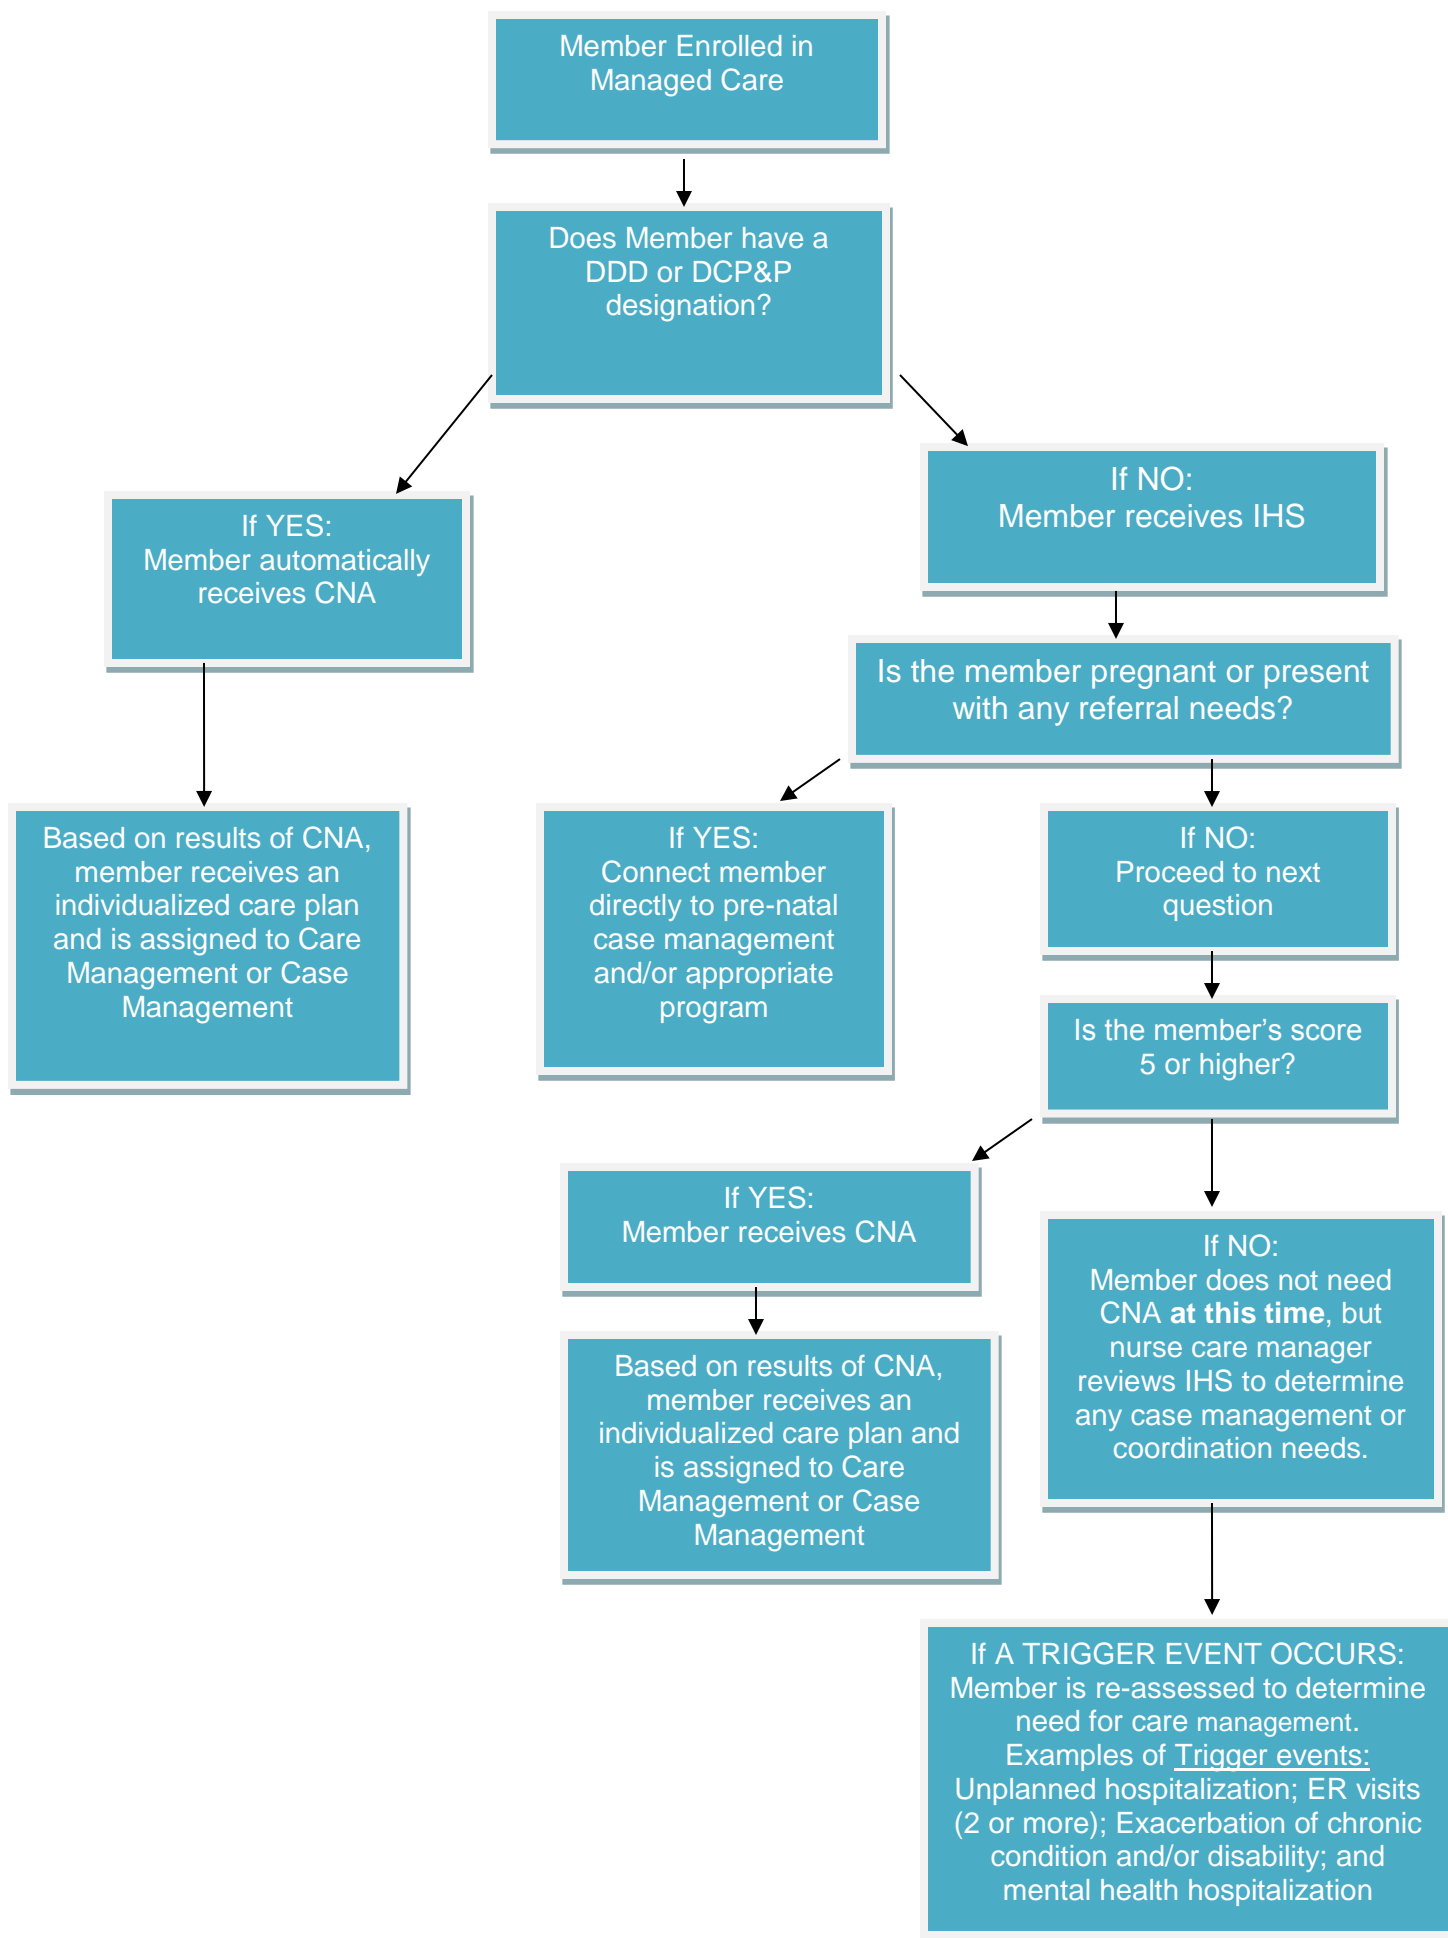 Member Enrolled in
Managed Care
Does Member have a
DDD or DCP&P
designation?
If YES:
Member automatically
receives CNA
If NO:
Member receives IHS
Is the member pregnant or present
with any referral needs?
Based on results of CNA,
member receives an
individualized care plan
and is assigned to Care
Management or Case
Management
If YES:
Connect member
directly to pre-natal
case management
and/or appropriate
program
If NO:
Proceed to next
question
Is the member’s score
5 or higher?
If YES:
Member receives CNA
Based on results of CNA,
member receives an
individualized care plan and
is assigned to Care
Management or Case
Management
If NO:
Member does not need
CNA at this time, but
nurse care manager
reviews IHS to determine
any case management or
coordination needs.
If A TRIGGER EVENT OCCURS:
Member is re-assessed to determine
need for care management.
Examples of Trigger events:
Unplanned hospitalization; ER visits
(2 or more); Exacerbation of chronic
condition and/or disability; and
mental health hospitalization